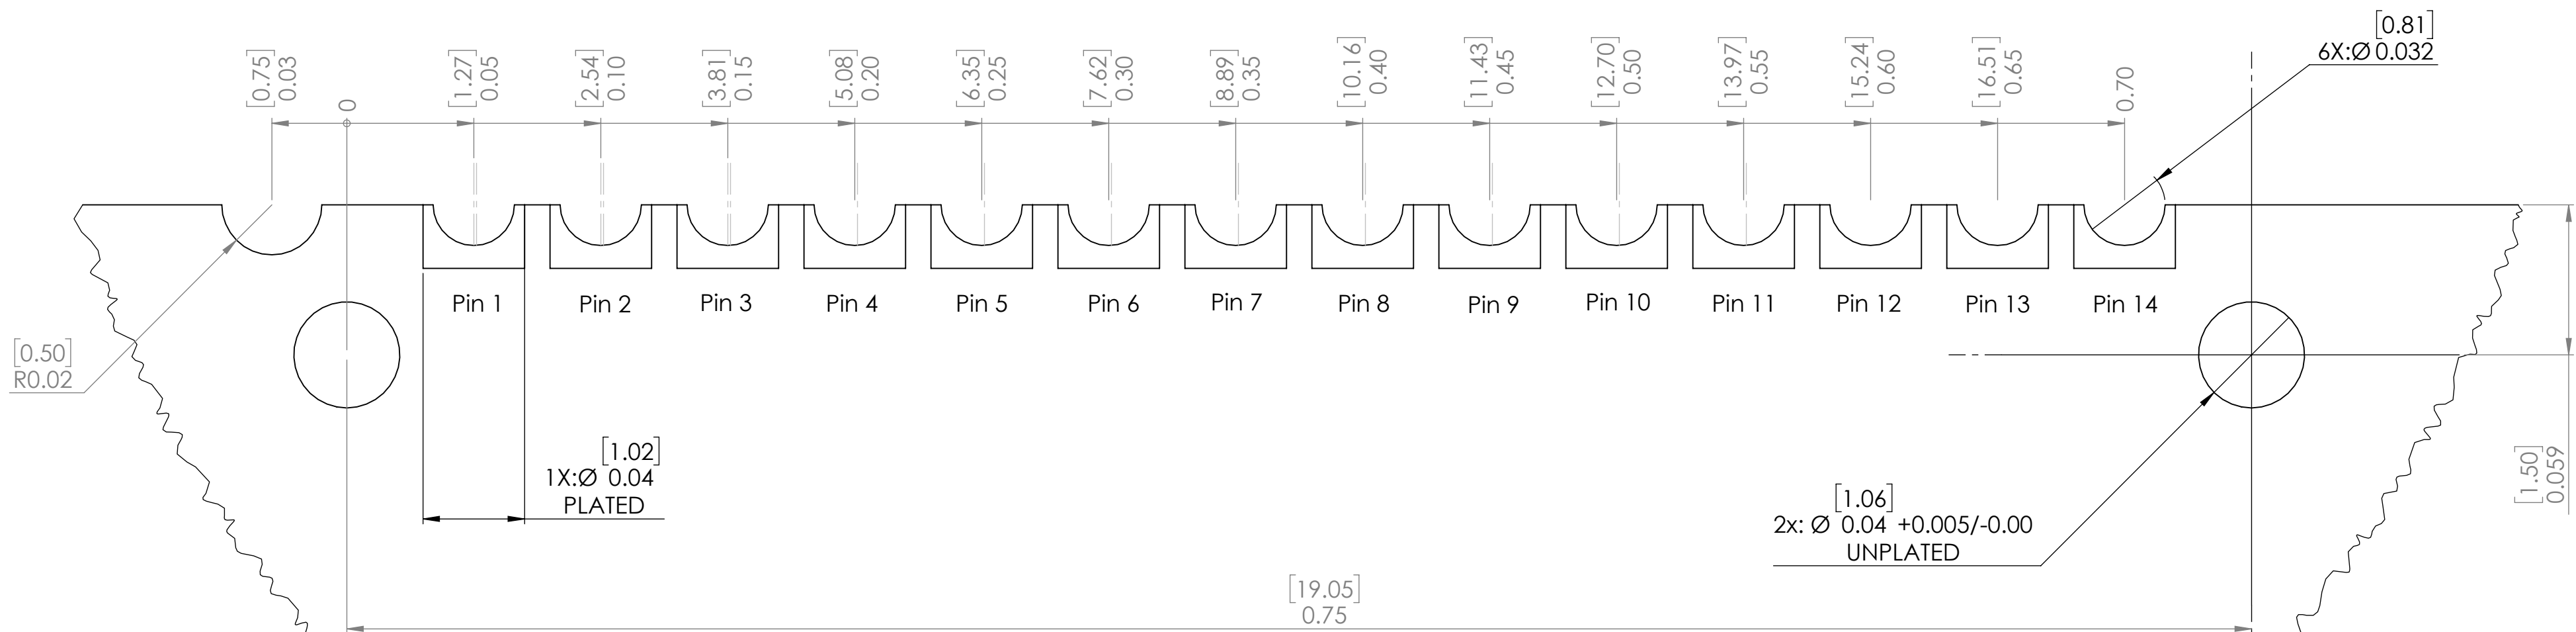 [0.75]
0.03
0
[1.27]
0.05
[2.54]
0.10
[3.81]
0.15
[5.08]
0.20
[6.35]
0.25
[7.62]
0.30
[8.89]
0.35
[10.16]
0.40
[11.43]
0.45
[12.70]
0.50
[13.97]
0.55
[15.24]
0.60
[16.51]
0.65
0.70
[0.81]
6X:Ø 0.032
Pin 1
Pin 2
Pin 3
Pin 4
Pin 5
Pin 6
Pin 7
Pin 8
Pin 9
Pin 10
Pin 11
Pin 12
Pin 13
Pin 14
[0.50]
R0.02
[1.02]
1X:Ø 0.04
PLATED
[1.06]
2x: Ø 0.04 +0.005/-0.00
UNPLATED
[1.50]
0.059
[19.05]
0.75